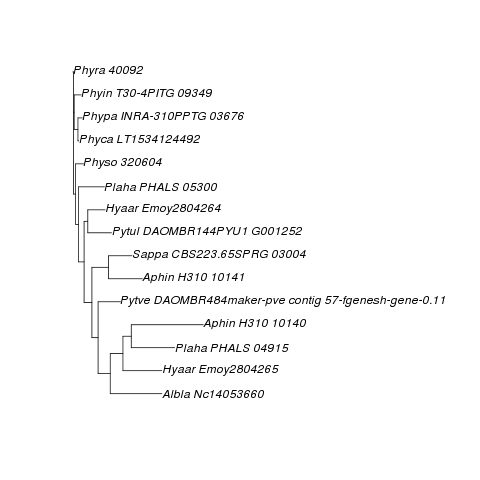 Phyra 40092
Phyin T30-4PITG 09349
Phypa INRA-310PPTG 03676
Phyca LT1534124492
Physo 320604
Plaha PHALS 05300
Hyaar Emoy2804264
Pytul DAOMBR144PYU1 G001252
Sappa CBS223.65SPRG 03004
Aphin H310 10141
Pytve DAOMBR484maker-pve contig 57-fgenesh-gene-0.11
Aphin H310 10140
Plaha PHALS 04915
Hyaar Emoy2804265
Albla Nc14053660